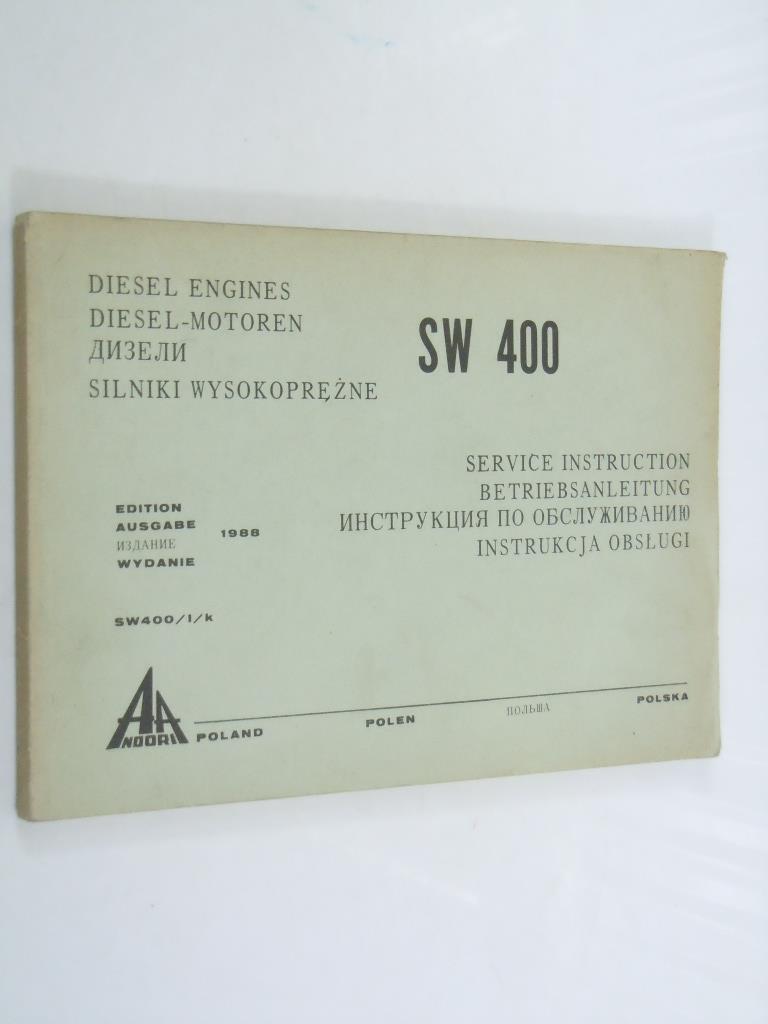 DIESEL ENGINES
DIESEL-MOTOREN
ДИЗЕЛИ
SILNIKI WYSOKOPRĘŻNE
SW 400
SERVICE INSTRUCTION
BETRIEBSANLEITUNG
ИНСТРУКЦИЯ ПО ОБСЛУЖИВАНИЮ
INSTRUKCJA OBSŁUGI
EDITION
AUSGABE
ИЗДАНИЕ
WYDANIE
1988
SW400/I/k
ANDORIA
POLAND POLEN ПОЛЬША POLSKA